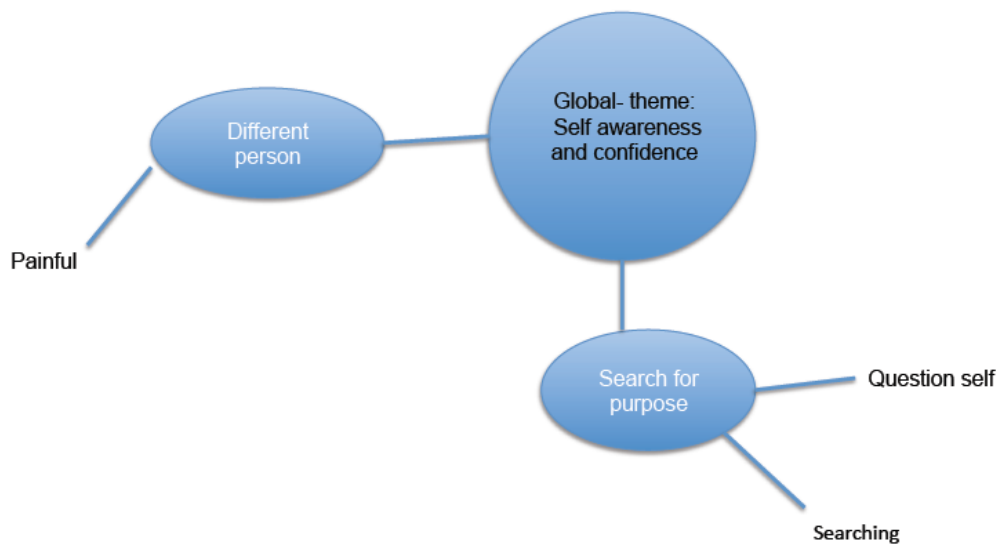 Global- theme:
Self awareness
and confidence
Different
person
Painful
Search for
purpose
Question self
Searching